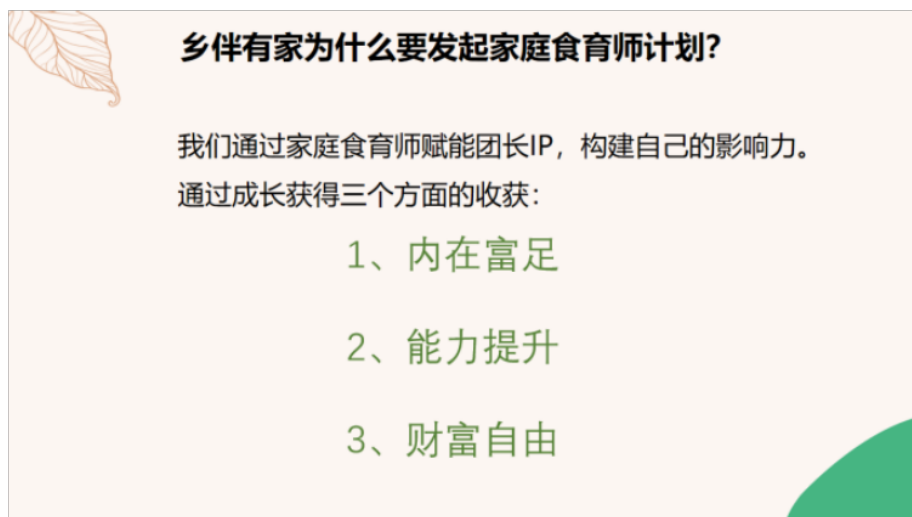 乡伴有家为什么要发起家庭食育师计划？
我们通过家庭食育师赋能团长IP，构建自己的影响力。
通过成长获得三个方面的收获：
1、内在富足
2、能力提升
3、财富自由